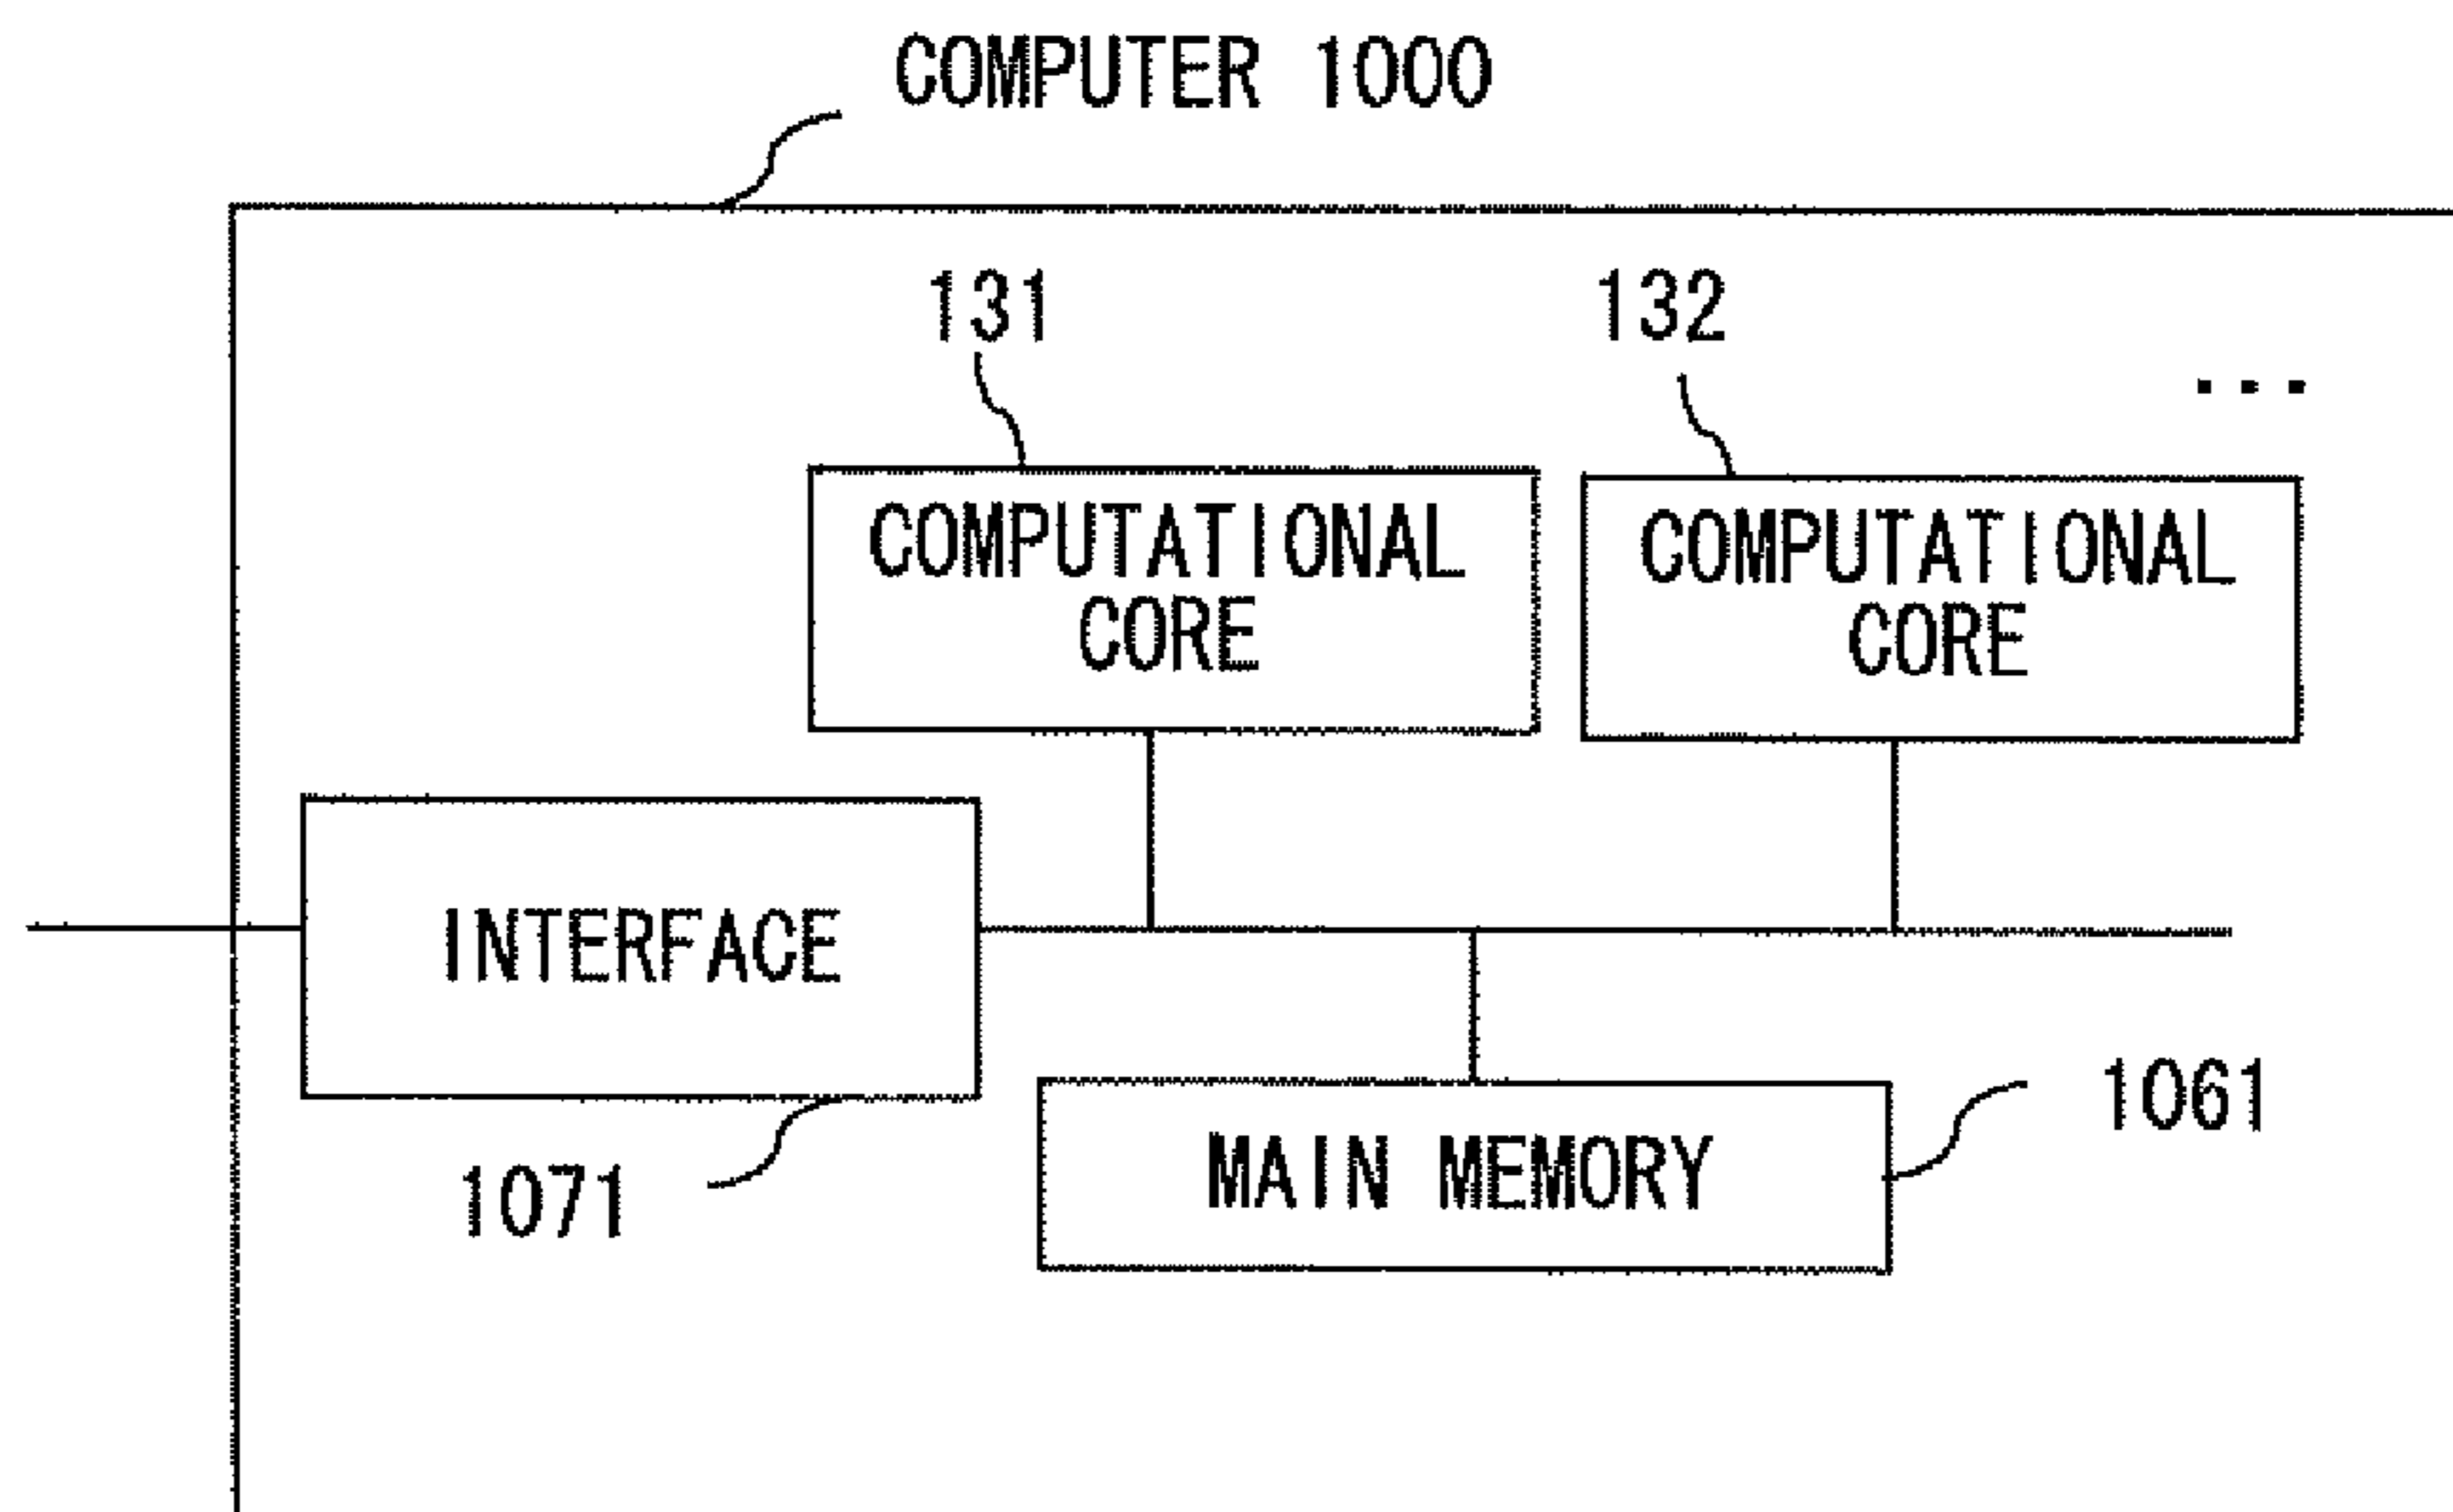 COMPUTER 1000
131
132
...
COMPUTATIONAL
CORE
COMPUTATIONAL
CORE
INTERFACE
1071
MAIN MEMORY
1061